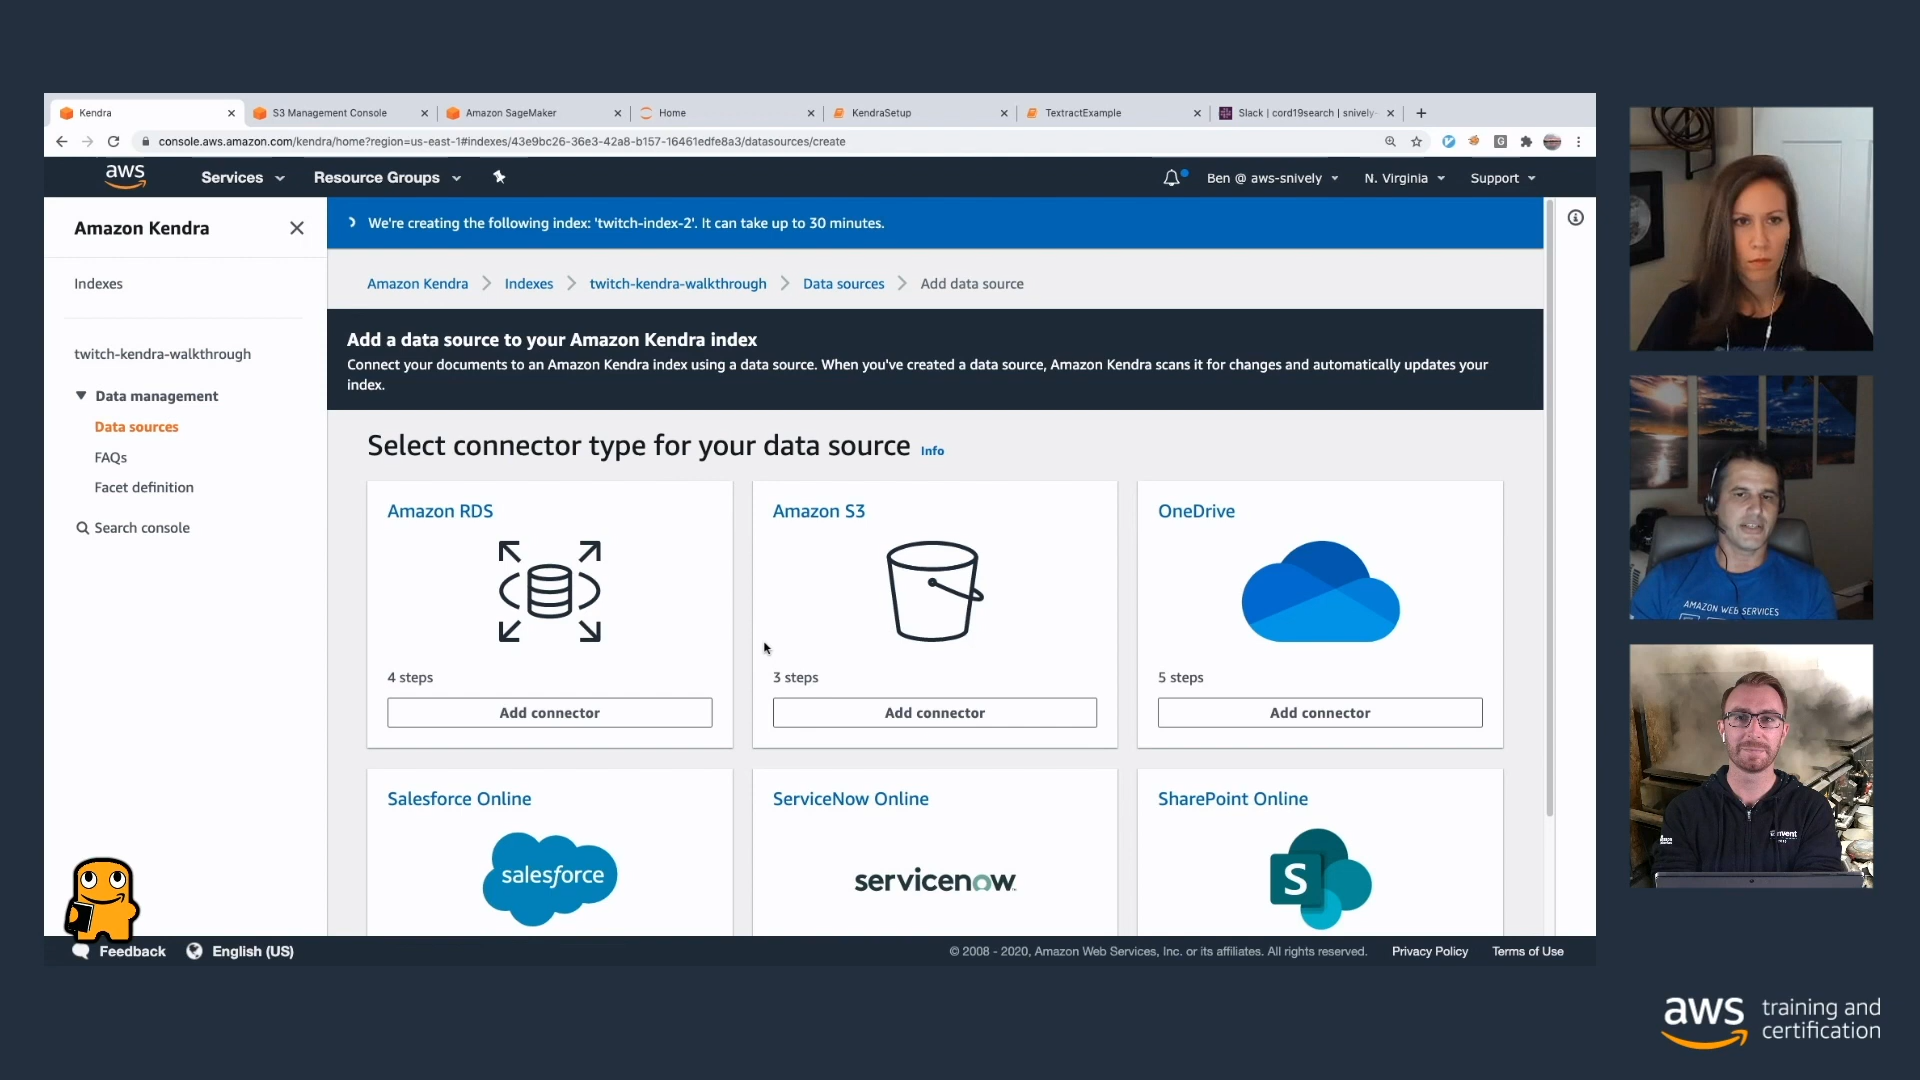 Kendra
S3 Management Console
Amazon SageMaker
Home
KendraSetup
TextractExample
Slack | cord19search | snively-
console.aws.amazon.com/kendra/home?region=us-east-1#indexes/43e9bc26-36e3-42a8-b157-16461edfe8a3/datasources/create
aws
Services
Resource Groups
Ben @ aws-snively
N. Virginia
Support
Amazon Kendra
We're creating the following index: 'twitch-index-2'. It can take up to 30 minutes.
Indexes
Amazon Kendra
Indexes
twitch-kendra-walkthrough
Data sources
Add data source
twitch-kendra-walkthrough
Data management
Data sources
FAQs
Facet definition
Search console
Add a data source to your Amazon Kendra index
Connect your documents to an Amazon Kendra index using a data source. When you've created a data source, Amazon Kendra scans it for changes and automatically updates your
index.
Select connector type for your data source Info
Amazon RDS
4 steps
Add connector
Amazon S3
3 steps
Add connector
OneDrive
5 steps
Add connector
Salesforce Online
salesforce
ServiceNow Online
servicenow
SharePoint Online
S
Feedback
English (US)
© 2008 - 2020, Amazon Web Services, Inc. or its affiliates. All rights reserved.
Privacy Policy
Terms of Use
AMAZON WEB SERVICES
aws training and
certification